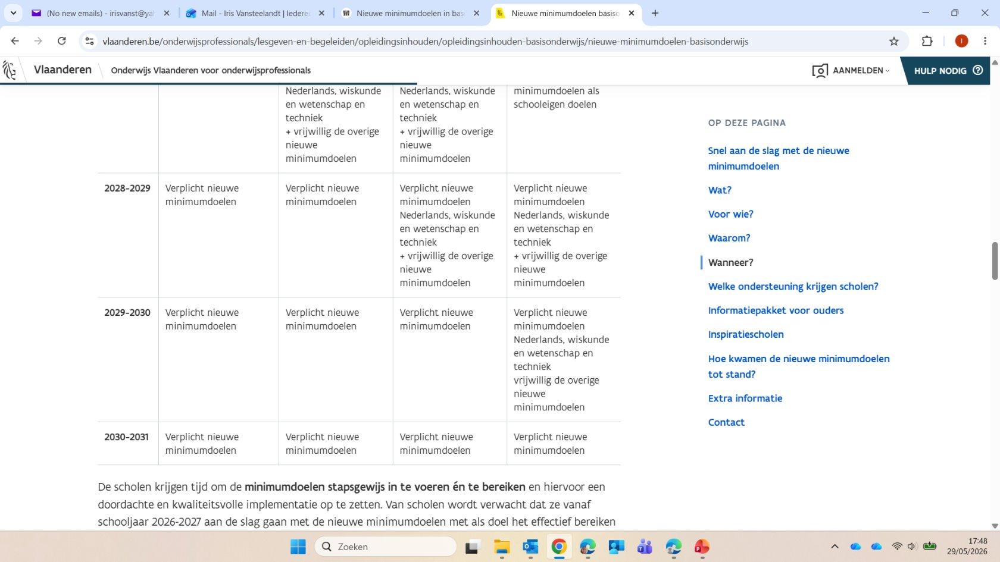 (No new emails) - irisvanst@yah
Mail - Iris Vansteelandt | Iedere
Nieuwe minimumdoelen in bas
Nieuwe minimumdoelen basiso
vlaanderen.be/onderwijsprofessionals/lesgeven-en-begeleiden/opleidingsinhouden/opleidingsinhouden-basisonderwijs/nieuwe-minimumdoelen-basisonderwijs
I
Vlaanderen
Onderwijs Vlaanderen voor onderwijsprofessionals
AANMELDEN
HULP NODIG
Nederlands, wiskunde
en wetenschap en
techniek
+ vrijwillig de overige
nieuwe
minimumdoelen
Nederlands, wiskunde
en wetenschap en
techniek
+ vrijwillig de overige
nieuwe
minimumdoelen
minimumdoelen als
schooleigen doelen
2028-2029
Verplicht nieuwe
minimumdoelen
Verplicht nieuwe
minimumdoelen
Verplicht nieuwe
minimumdoelen
Nederlands, wiskunde
en wetenschap en
techniek
+ vrijwillig de overige
nieuwe
minimumdoelen
Verplicht nieuwe
minimumdoelen
Nederlands, wiskunde
en wetenschap en
techniek
+ vrijwillig de overige
nieuwe
minimumdoelen
2029-2030
Verplicht nieuwe
minimumdoelen
Verplicht nieuwe
minimumdoelen
Verplicht nieuwe
minimumdoelen
Verplicht nieuwe
minimumdoelen
Nederlands, wiskunde
en wetenschap en
techniek
vrijwillig de overige
nieuwe
minimumdoelen
2030-2031
Verplicht nieuwe
minimumdoelen
Verplicht nieuwe
minimumdoelen
Verplicht nieuwe
minimumdoelen
Verplicht nieuwe
minimumdoelen
De scholen krijgen tijd om de minimumdoelen stapsgewijs in te voeren én te bereiken en hiervoor een
doordachte en kwaliteitsvolle implementatie op te zetten. Van scholen wordt verwacht dat ze vanaf
schooljaar 2026-2027 aan de slag gaan met de nieuwe minimumdoelen met als doel het effectief bereiken
OP DEZE PAGINA
Snel aan de slag met de nieuwe
minimumdoelen
Wat?
Voor wie?
Waarom?
Wanneer?
Welke ondersteuning krijgen scholen?
Informatiepakket voor ouders
Inspiratiescholen
Hoe kwamen de nieuwe minimumdoelen
tot stand?
Extra informatie
Contact
Zoeken
17:48
29/05/2026